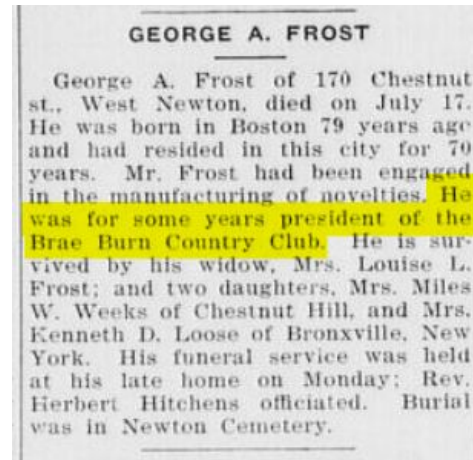 GEORGE A. FROST
George A. Frost of 170 Chestnut
st., West Newton, died on July 17.
He was born in Boston 79 years ago
and had resided in this city for 70
years. Mr. Frost had been engaged
in the manufacturing of novelties. He
was for some years president of the
Brae Burn Country Club. He is sur-
vived by his widow, Mrs. Louise L.
Frost; and two daughters, Mrs. Miles
W. Weeks of Chestnut Hill, and Mrs.
Kenneth D. Loose of Bronxville, New
York. His funeral service was held
at his late home on Monday; Rev.
Herbert Hitchens officiated. Burial
was in Newton Cemetery.